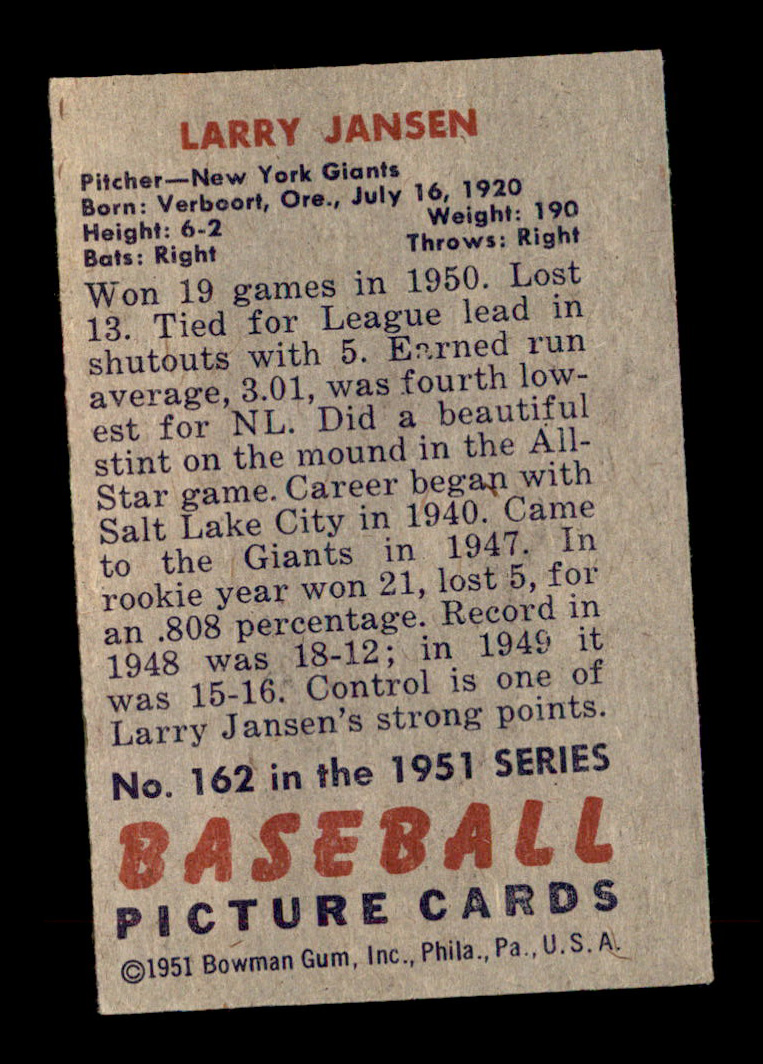 LARRY JANSEN
Pitcher—New York Giants
Born: Verboort, Ore., July 16, 1920
Height: 6-2 Weight: 190
Bats: Right Throws: Right
Won 19 games in 1950. Lost
13. Tied for League lead in
shutouts with 5. Earned run
average, 3.01, was fourth low-
est for NL. Did a beautiful
stint on the mound in the All-
Star game. Career began with
Salt Lake City in 1940. Came
to the Giants in 1947. In
rookie year won 21, lost 5, for
an .808 percentage. Record in
1948 was 18-12; in 1949 it
was 15-16. Control is one of
Larry Jansen's strong points.
No. 162 in the 1951 SERIES
BASEBALL
PICTURE CARDS
©1951 Bowman Gum, Inc., Phila., Pa., U.S.A.